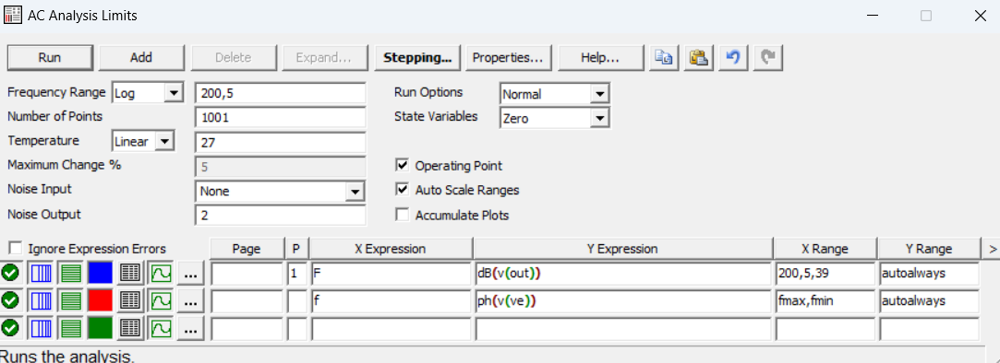 AC Analysis Limits
Run Add Delete Expand... Stepping... Properties... Help...
Frequency Range Log 200,5 Run Options Normal
Number of Points 1001 State Variables Zero
Temperature Linear 27
Maximum Change % 5 Operating Point
Noise Input None Auto Scale Ranges
Noise Output 2 Accumulate Plots
Ignore Expression Errors Page P X Expression Y Expression X Range Y Range >
... 1 F dB(v(out)) 200,5,39 autoalways
... f ph(v(ve)) fmax,fmin autoalways
...
Runs the analysis.